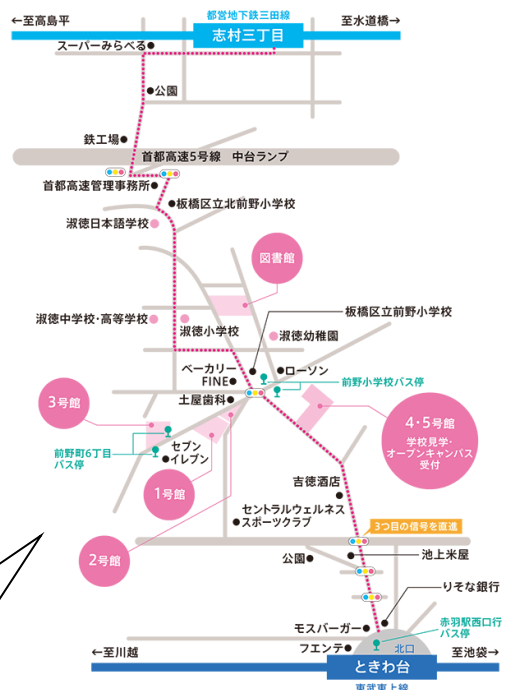 都営地下鉄三田線
←至高島平
志村三丁目
至水道橋→
スーパーみらべる
公園
鉄工場
首都高速5号線 中台ランプ
首都高速管理事務所
板橋区立北前野小学校
淑徳日本語学校
図書館
板橋区立前野小学校
淑徳中学校・高等学校
淑徳小学校
淑徳幼稚園
ベーカリー
FINE
ローソン
前野小学校バス停
土屋歯科
3号館
4・5号館
学校見学・
オープンキャンパス
受付
前野町6丁目
バス停
セブン
イレブン
1号館
吉徳酒店
セントラルウェルネス
スポーツクラブ
3つ目の信号を直進
2号館
公園
池上米屋
りそな銀行
モスバーガー
赤羽駅西口行
バス停
フエンテ
北口
←至川越
ときわ台
至池袋→
東武東上線